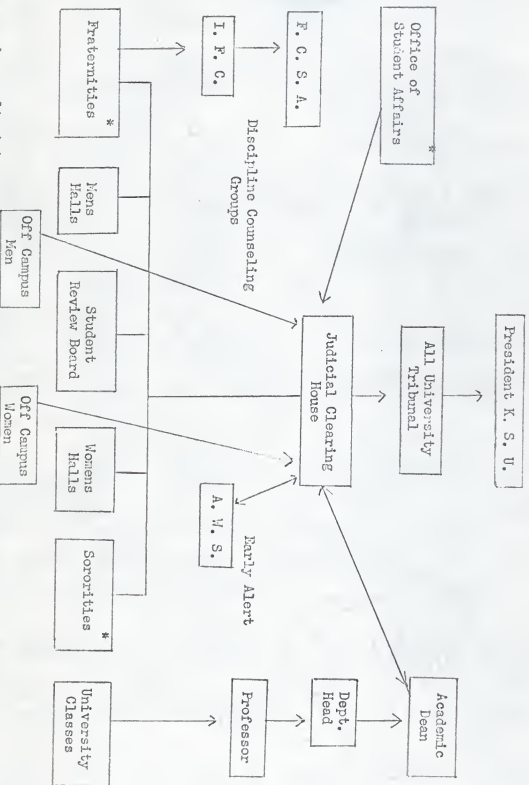 President K. S. U.
All University
Tribunal
Office of
Student Affairs *
F. C. S. A.
I. F. C.
Discipline Counseling
Groups
Judicial Clearing
House
Academic
Dean
Dept.
Head
Early Alert
A. W. S.
Professor
Fraternities *
Mens
Halls
Student
Review Board
Womens
Halls
Sororities *
University
Classes
Off Campus
Men
Off Campus
Women